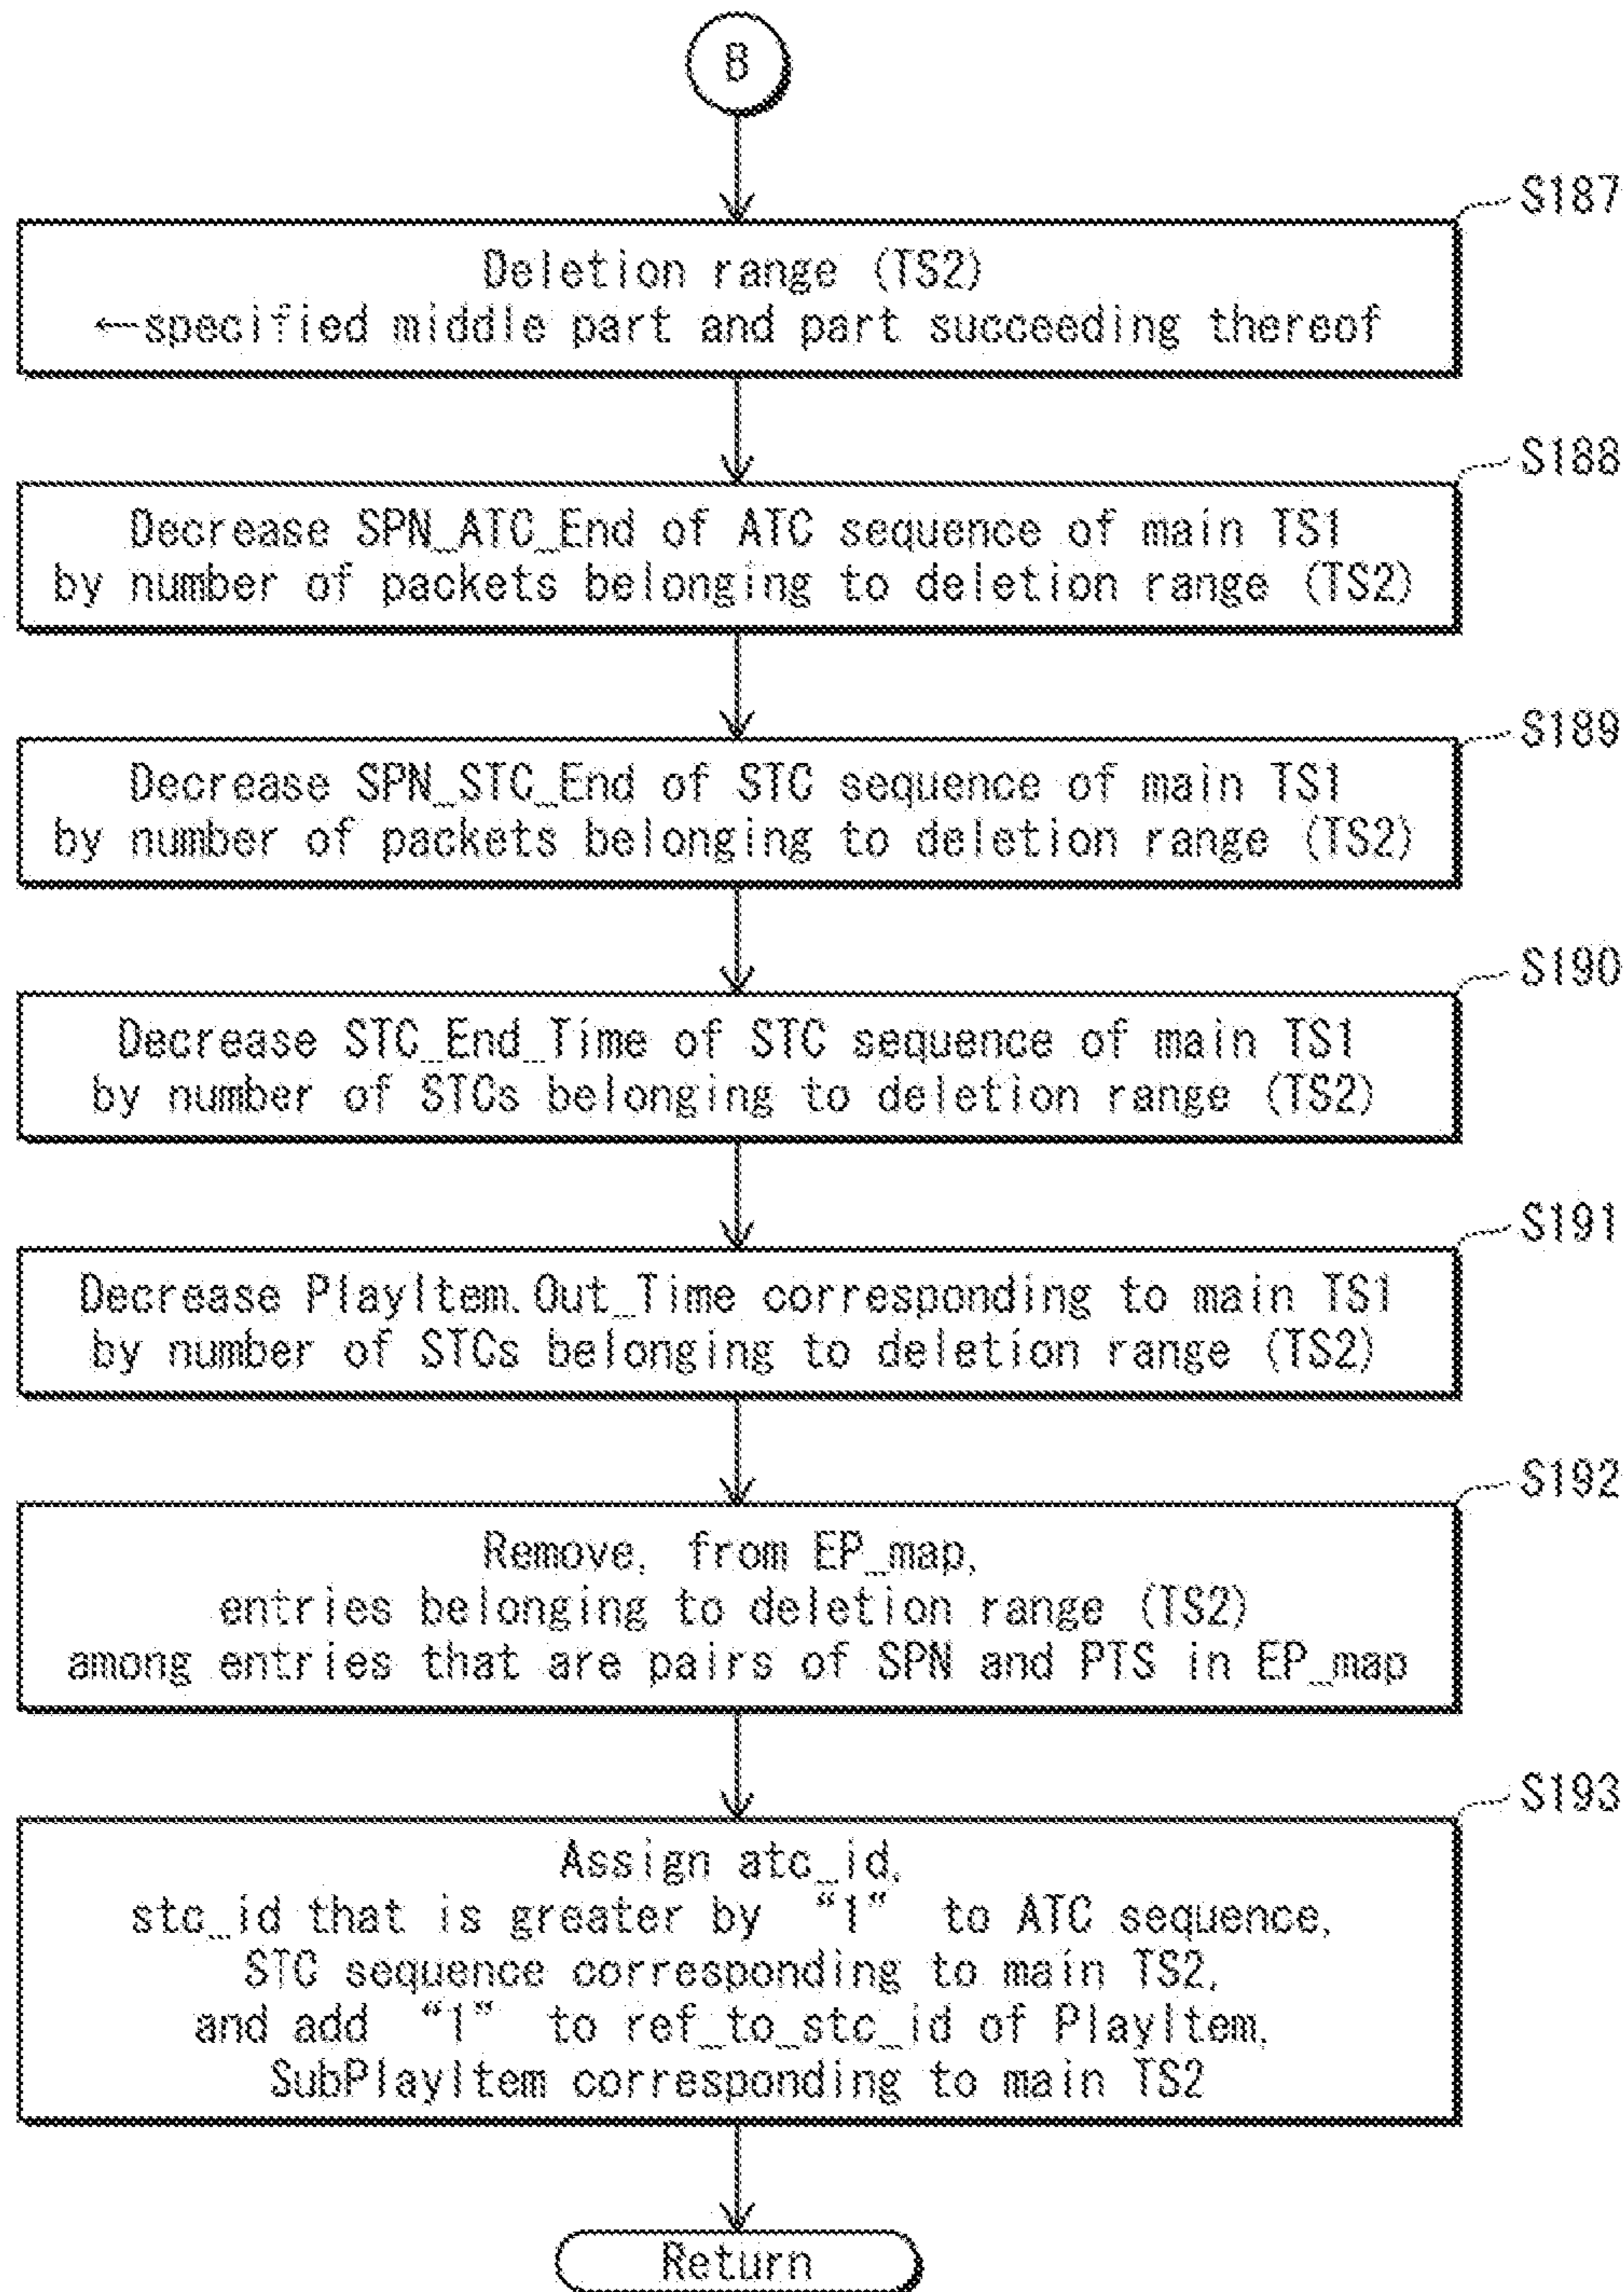 B
S187
Deletion range (TS2)
←specified middle part and part succeeding thereof
S188
Decrease SPN_ATC_End of ATC sequence of main TS1
by number of packets belonging to deletion range (TS2)
S189
Decrease SPN_STC_End of STC sequence of main TS1
by number of packets belonging to deletion range (TS2)
S190
Decrease STC_End_Time of STC sequence of main TS1
by number of STCs belonging to deletion range (TS2)
S191
Decrease PlayItem.Out_Time corresponding to main TS1
by number of STCs belonging to deletion range (TS2)
S192
Remove, from EP_map,
entries belonging to deletion range (TS2)
among entries that are pairs of SPN and PTS in EP_map
S193
Assign atc_id,
stc_id that is greater by “1” to ATC sequence,
STC sequence corresponding to main TS2,
and add “1” to ref_to_stc_id of PlayItem,
SubPlayItem corresponding to main TS2
Return